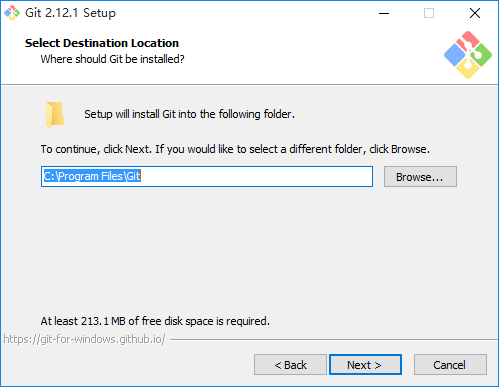 Git 2.12.1 Setup
Select Destination Location
Where should Git be installed?
Setup will install Git into the following folder.
To continue, click Next. If you would like to select a different folder, click Browse.
C:\Program Files\Git
Browse...
At least 213.1 MB of free disk space is required.
https://git-for-windows.github.io/
< Back
Next >
Cancel